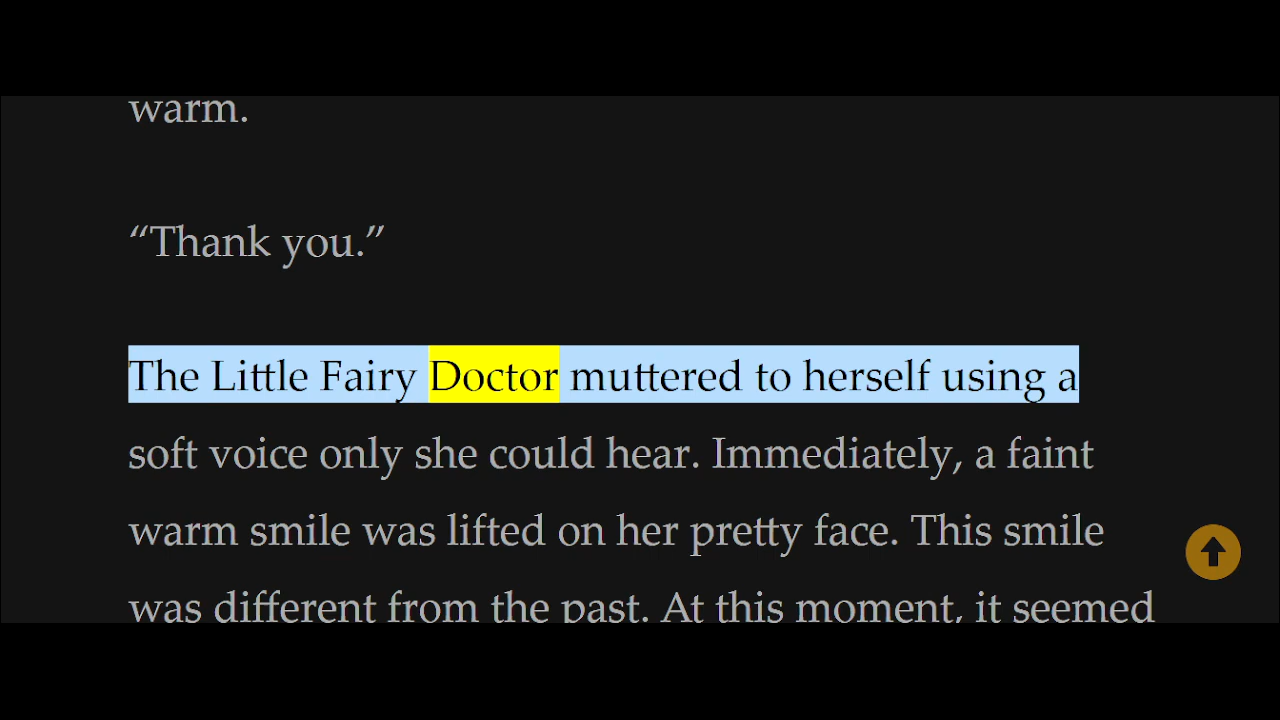 warm.
“Thank you.”
The Little Fairy Doctor muttered to herself using a
soft voice only she could hear. Immediately, a faint
warm smile was lifted on her pretty face. This smile
was different from the past. At this moment, it seemed